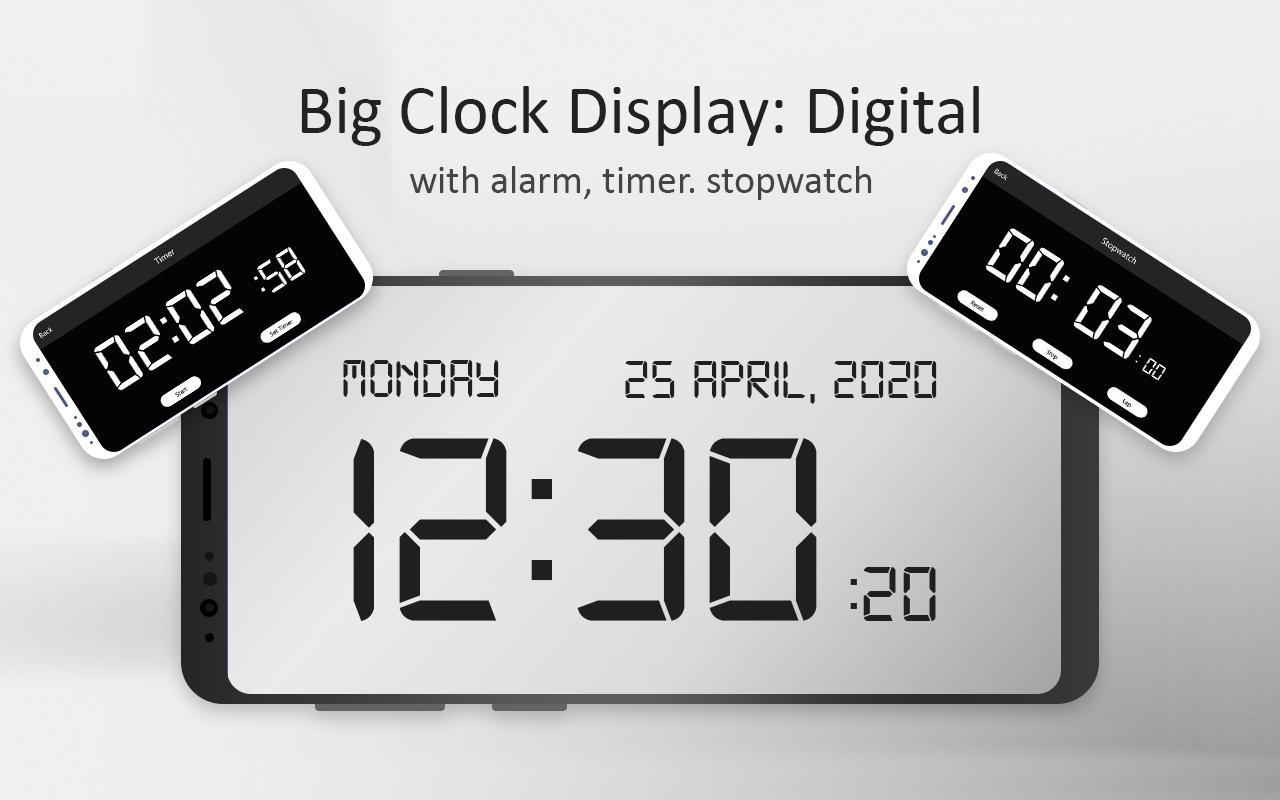 Big Clock Display: Digital
with alarm, timer. stopwatch
Back
Timer
02:02 :58
Start
Set Timer
Back
Stopwatch
00: 03 :00
Reset
Stop
Lap
MONDAY
25 APRIL, 2020
12:30 :20